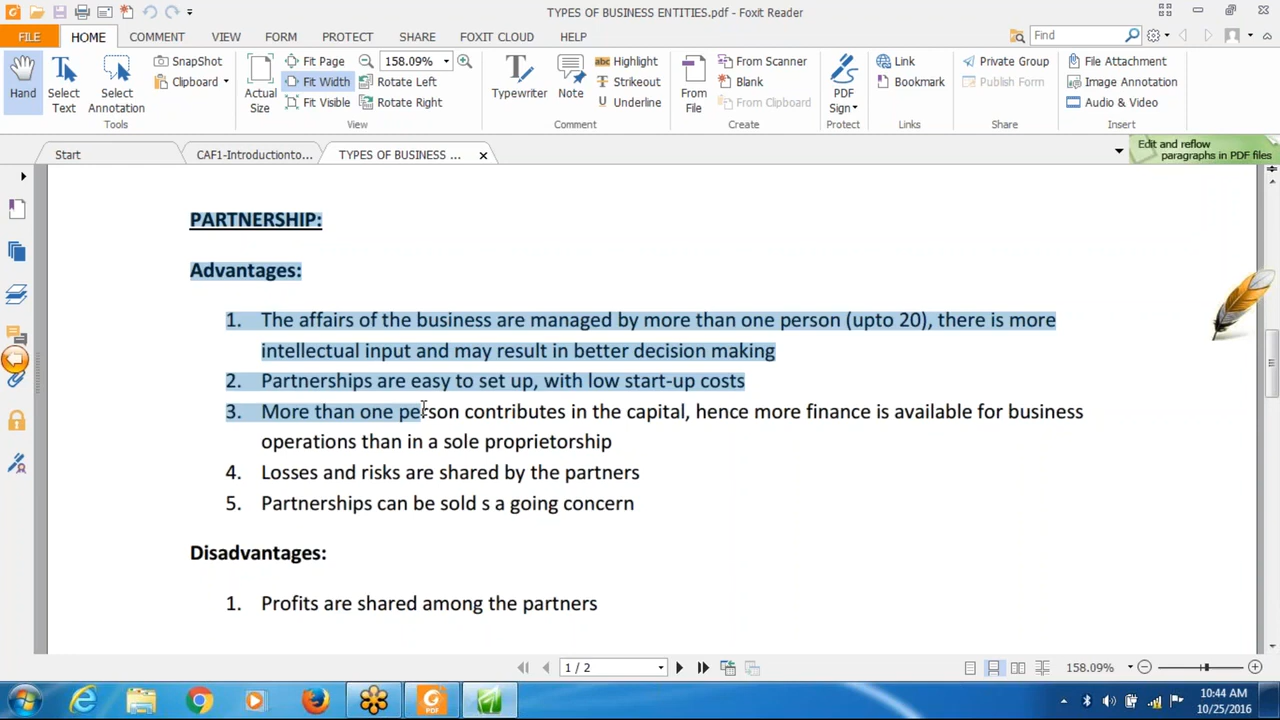 TYPES OF BUSINESS ENTITIES.pdf - Foxit Reader
FILE HOME COMMENT VIEW FORM PROTECT SHARE FOXIT CLOUD HELP Find
Hand
Select Text
Select Annotation
SnapShot
Clipboard
Tools
Actual Size
Fit Page
Fit Width
Fit Visible
158.09%
Rotate Left
Rotate Right
View
Typewriter
Note
abc Highlight
Strikeout
U Underline
Comment
From File
From Scanner
Blank
From Clipboard
Create
PDF Sign
Protect
Link
Bookmark
Links
Private Group
Publish Form
Share
File Attachment
Image Annotation
Audio & Video
Insert
Start CAF1-Introductionto... TYPES OF BUSINESS ...
Edit and reflow
paragraphs in PDF files
PARTNERSHIP:
Advantages:
1. The affairs of the business are managed by more than one person (upto 20), there is more
intellectual input and may result in better decision making
2. Partnerships are easy to set up, with low start-up costs
3. More than one person contributes in the capital, hence more finance is available for business
operations than in a sole proprietorship
4. Losses and risks are shared by the partners
5. Partnerships can be sold s a going concern
Disadvantages:
1. Profits are shared among the partners
1 / 2 158.09%
PDF
10:44 AM
10/25/2016